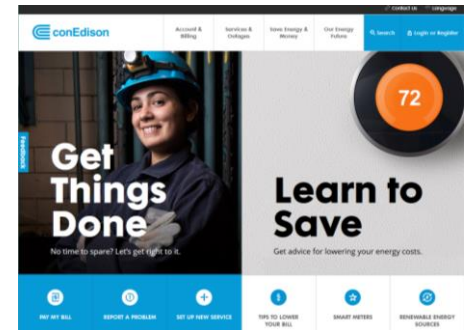 Contact Us
Language
conEdison
Account &
Billing
Services &
Outages
Save Energy &
Money
Our Energy
Future
Search
Login or Register
72
Feedback
Get
Things
Done
No time to spare? Let's get right to it.
Learn to
Save
Get advice for lowering your energy costs.
PAY MY BILL
REPORT A PROBLEM
SET UP NEW SERVICE
TIPS TO LOWER
YOUR BILL
SMART METERS
RENEWABLE ENERGY
SOURCES